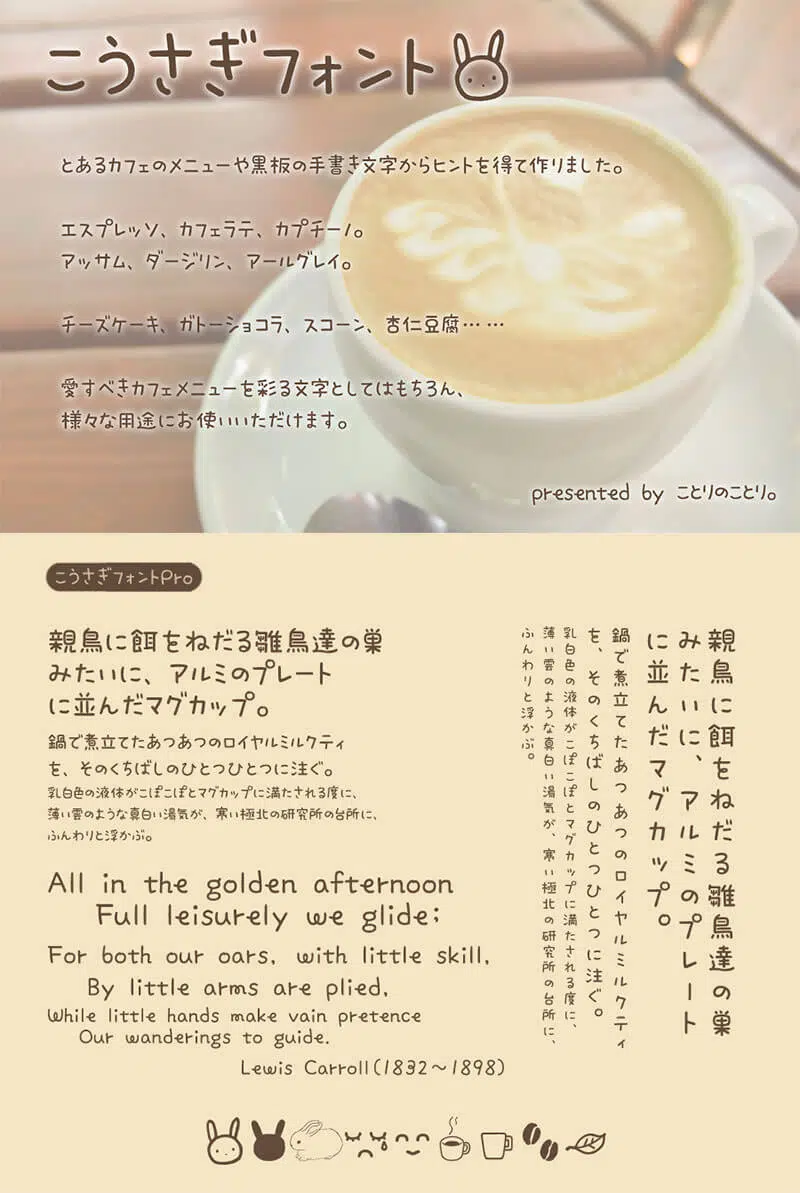 こうさぎフォント
とあるカフェのメニューや黒板の手書き文字からヒントを得て作りました。
エスプレッソ、カフェラテ、カプチーノ。
アッサム、ダージリン、アールグレイ。
チーズケーキ、ガトーショコラ、スコーン、杏仁豆腐……
愛すべきカフェメニューを彩る文字としてはもちろん、
様々な用途にお使いいただけます。
presented by ことりのことり。
こうさぎフォントPro
親鳥に餌をねだる雛鳥達の巣
みたいに、アルミのプレート
に並んだマグカップ。
鍋で煮立てたあつあつのロイヤルミルクティ
を、そのくちばしのひとつひとつに注ぐ。
乳白色の液体がこぽこぽとマグカップに満たされる度に、
薄い雲のような真白い湯気が、寒い極北の研究所の台所に、
ふんわりと浮かぶ。
All in the golden afternoon
Full leisurely we glide;
For both our oars, with little skill,
By little arms are plied,
While little hands make vain pretence
Our wanderings to guide.
Lewis Carroll(1832〜1898)
親鳥に餌をねだる雛鳥達の巣
みたいに、アルミのプレート
に並んだマグカップ。
鍋で煮立てたあつあつのロイヤルミルクティ
を、そのくちばしのひとつひとつに注ぐ。
乳白色の液体がこぽこぽとマグカップに満たされる度に、
薄い雲のような真白い湯気が、寒い極北の研究所の台所に、
ふんわりと浮かぶ。